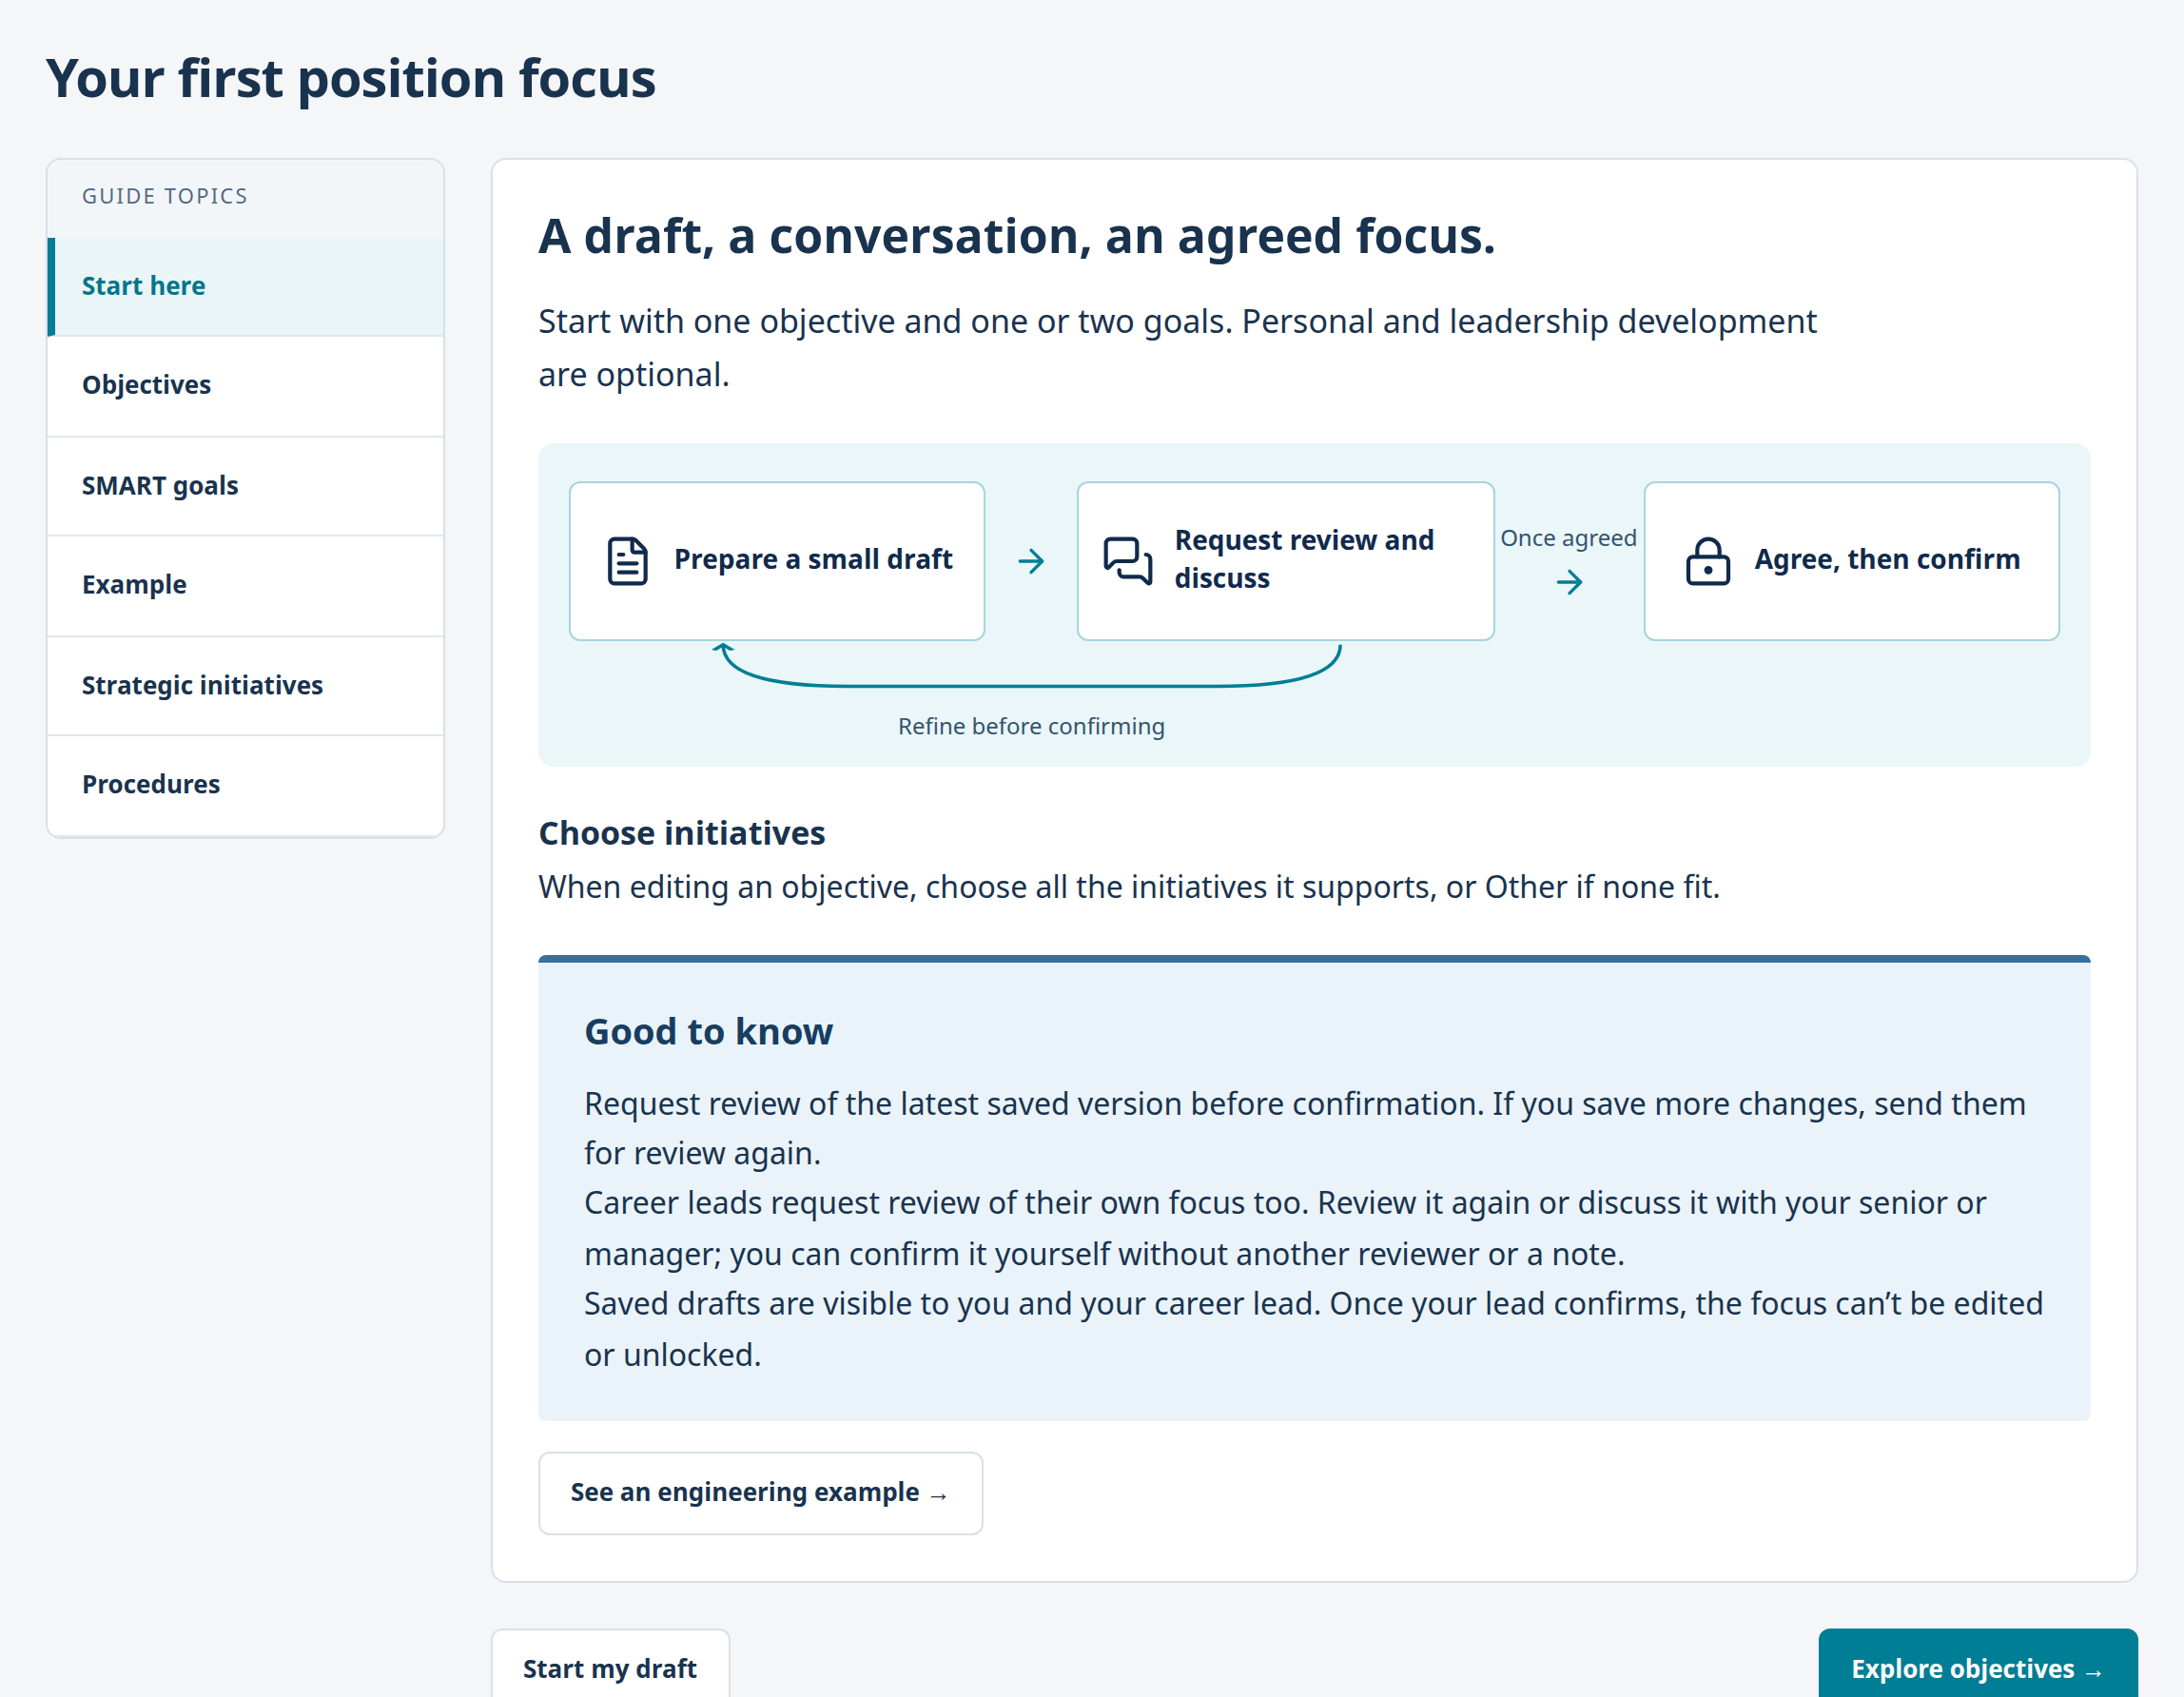 Your first position focus
GUIDE TOPICS
Start here
Objectives
SMART goals
Example
Strategic initiatives
Procedures
A draft, a conversation, an agreed focus.
Start with one objective and one or two goals. Personal and leadership development
are optional.
Prepare a small draft
→
Request review and
discuss
Once agreed
→
Agree, then confirm
Refine before confirming
Choose initiatives
When editing an objective, choose all the initiatives it supports, or Other if none fit.
Good to know
Request review of the latest saved version before confirmation. If you save more changes, send them
for review again.
Career leads request review of their own focus too. Review it again or discuss it with your senior or
manager; you can confirm it yourself without another reviewer or a note.
Saved drafts are visible to you and your career lead. Once your lead confirms, the focus can’t be edited
or unlocked.
See an engineering example →
Start my draft
Explore objectives →